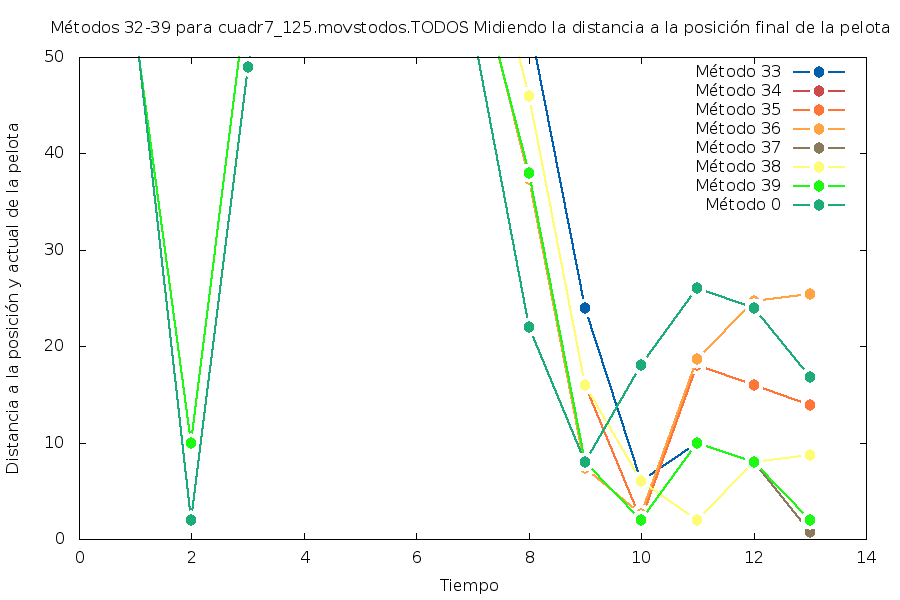 Métodos 32-39 para cuadr7_125.movstodos.TODOS Midiendo la distancia a la posición final de la pelota
Distancia a la posición y actual de la pelota
50
40
30
20
10
0
Método 33
Método 34
Método 35
Método 36
Método 37
Método 38
Método 39
Método 0
0 2 4 6 8 10 12 14
Tiempo